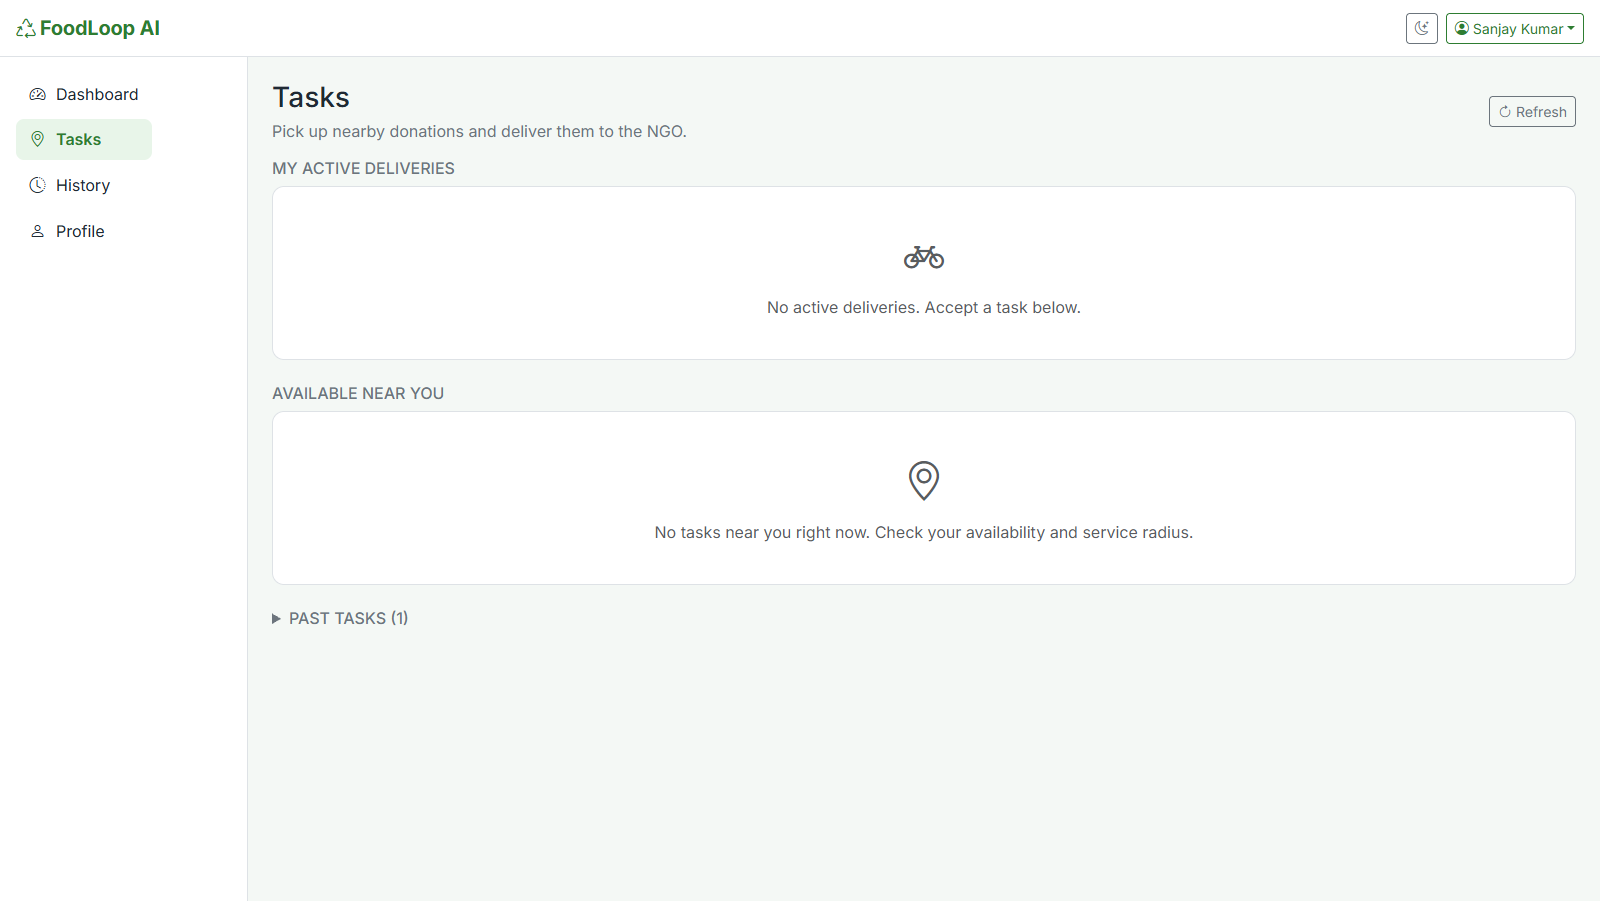 FoodLoop AI
Sanjay Kumar
Dashboard
Tasks
History
Profile
Tasks
Pick up nearby donations and deliver them to the NGO.
Refresh
MY ACTIVE DELIVERIES
No active deliveries. Accept a task below.
AVAILABLE NEAR YOU
No tasks near you right now. Check your availability and service radius.
PAST TASKS (1)